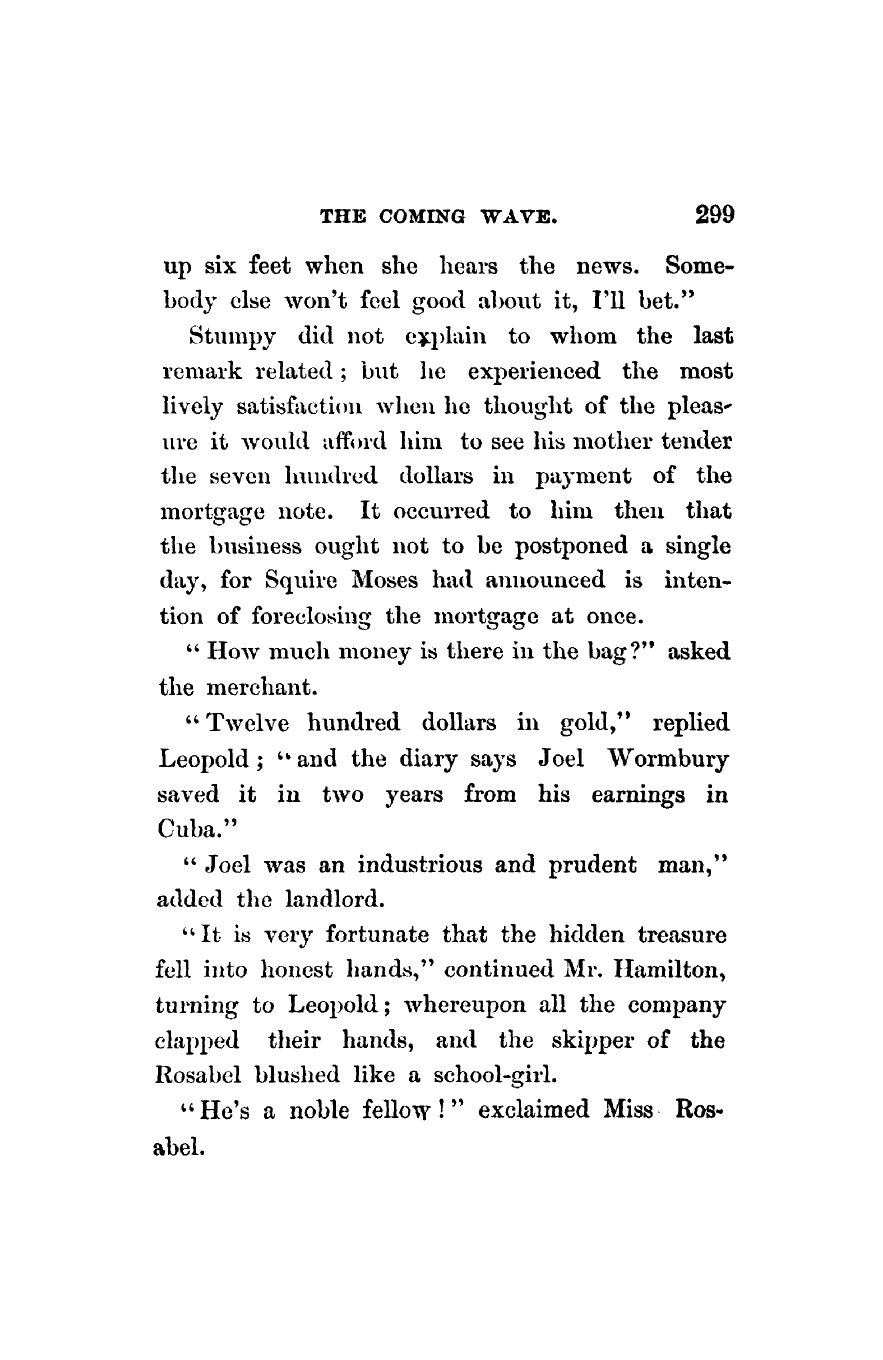 THE COMING WAVE. 299
up six feet when she hears the news. Some-
body else won't feel good about it, I'll bet."
Stumpy did not explain to whom the last
remark related ; but he experienced the most
lively satisfaction when he thought of the pleas-
ure it would afford him to see his mother tender
the seven hundred dollars in payment of the
mortgage note. It occurred to him then that
the business ought not to be postponed a single
day, for Squire Moses had announced is inten-
tion of foreclosing the mortgage at once.
" How much money is there in the bag?" asked
the merchant.
" Twelve hundred dollars in gold," replied
Leopold ; " and the diary says Joel Wormbury
saved it in two years from his earnings in
Cuba."
" Joel was an industrious and prudent man,"
added the landlord.
" It is very fortunate that the hidden treasure
fell into honest hands," continued Mr. Hamilton,
turning to Leopold ; whereupon all the company
clapped their hands, and the skipper of the
Rosabel blushed like a school-girl.
" He's a noble fellow ! " exclaimed Miss Ros-
abel.